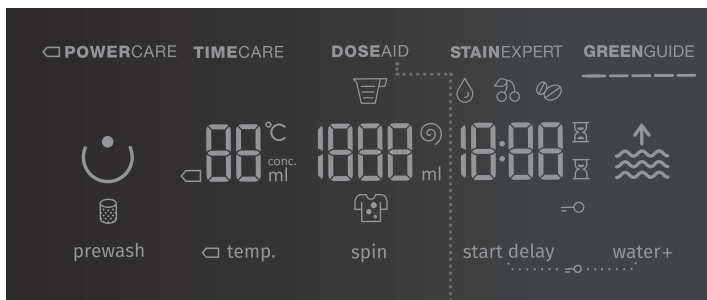 POWERCARE TIMECARE DOSEAID STAINEXPERT GREENGUIDE
88 °C 1888 18:88
conc.
ml ml
prewash temp. spin start delay water+